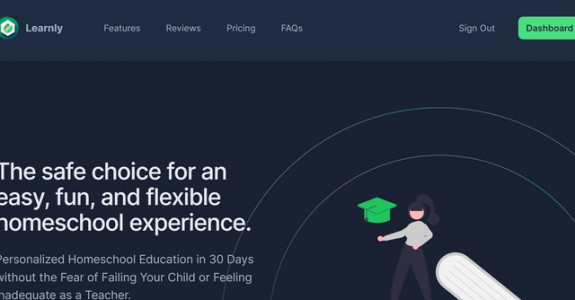 Learnly
Features
Reviews
Pricing
FAQs
Sign Out
Dashboard
The safe choice for an
easy, fun, and flexible
homeschool experience.
Personalized Homeschool Education in 30 Days
without the Fear of Failing Your Child or Feeling
Inadequate as a Teacher.